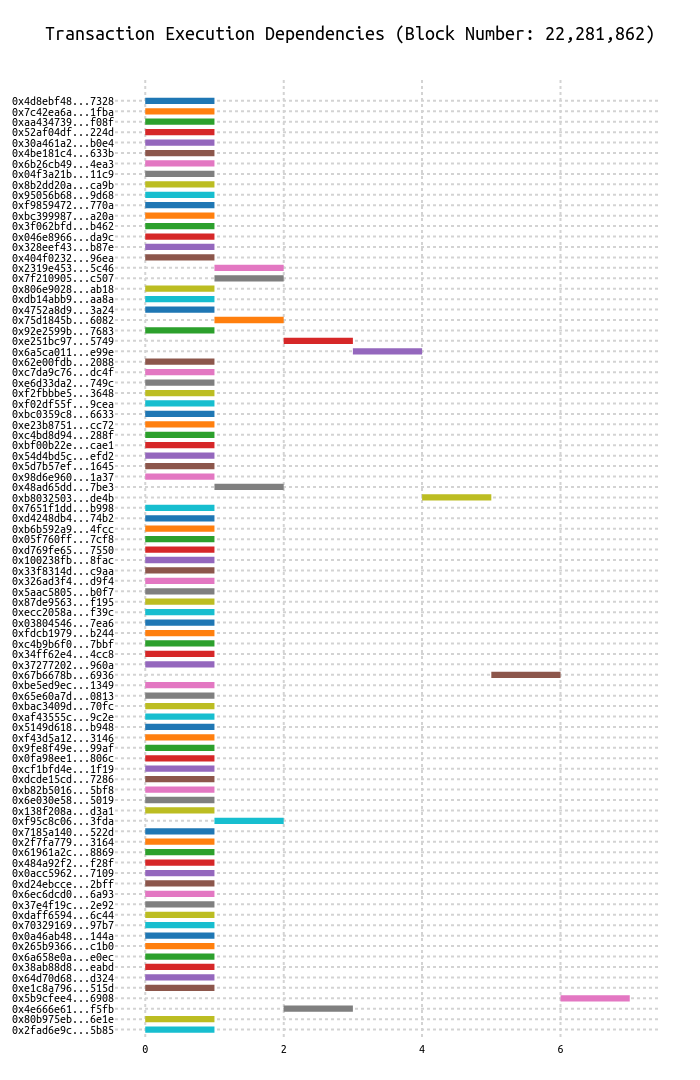 Transaction Execution Dependencies (Block Number: 22,281,862)
0x4d8ebf48...7328
0x7c42ea6a...1fba
0xaa434739...f08f
0x52af04df...224d
0x30a461a2...b0e4
0x4be181c4...633b
0x6b26cb49...4ea3
0x04f3a21b...11c9
0x8b2dd20a...ca9b
0x95056b68...9d68
0xf9859472...770a
0xbc399987...a20a
0x3f062bfd...b462
0x046e8966...da9c
0x328eef43...b87e
0x404f0232...96ea
0x2319e453...5c46
0x7f210905...c507
0x806e9028...ab18
0xdb14abb9...aa8a
0x4752a8d9...3a24
0x75d1845b...6082
0x92e2599b...7683
0xe251bc97...5749
0x6a5ca011...e99e
0x62e00fdb...2088
0xc7da9c76...dc4f
0xe6d33da2...749c
0xf2fbbbe5...3648
0xf02df55f...9cea
0xbc0359c8...6633
0xe23b8751...cc72
0xc4bd8d94...288f
0xbf00b22e...cae1
0x54d4bd5c...efd2
0x5d7b57ef...1645
0x98d6e960...1a37
0x48ad65dd...7be3
0xb8032503...de4b
0x7651f1dd...b998
0xd4248db4...74b2
0xb6b592a9...4fcc
0x05f760ff...7cf8
0xd769fe65...7550
0x100238fb...8fac
0x33f8314d...c9aa
0x326ad3f4...d9f4
0x5aac5805...b0f7
0x87de9563...f195
0xecc2058a...f39c
0x03804546...7ea6
0xfdcb1979...b244
0xc4b9b6f0...7bbf
0x34ff62e4...4cc8
0x37277202...960a
0x67b6678b...6936
0xbe5ed9ec...1349
0x65e60a7d...0813
0xbac3409d...70fc
0xaf43555c...9c2e
0x5149d618...b948
0xf43d5a12...3146
0x9fe8f49e...99af
0x0fa98ee1...806c
0xcf1bfd4e...1f19
0xdcde15cd...7286
0xb82b5016...5bf8
0x6e030e58...5019
0x138f208a...d3a1
0xf95c8c06...3fda
0x7185a140...522d
0x2f7fa779...3164
0x61961a2c...8869
0x484a92f2...f28f
0x0acc5962...7109
0xd24ebcce...2bff
0x6ec6dcd0...6a93
0x37e4f19c...2e92
0xdaff6594...6c44
0x70329169...97b7
0x0a46ab48...144a
0x265b9366...c1b0
0x6a658e0a...e0ec
0x38ab88d8...eabd
0x64d70d68...d324
0xe1c8a796...515d
0x5b9cfee4...6908
0x4e666e61...f5fb
0x80b975eb...6e1e
0x2fad6e9c...5b85
0 2 4 6